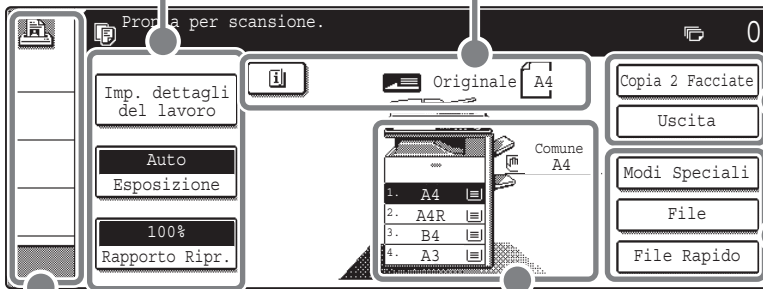 Pronta per scansione.
0
Imp. dettagli
del lavoro
Auto
Esposizione
100%
Rapporto Ripr.
Originale
A4
Comune
A4
1. A4
2. A4R
3. B4
4. A3
Copia 2 Facciate
Uscita
Modi Speciali
File
File Rapido